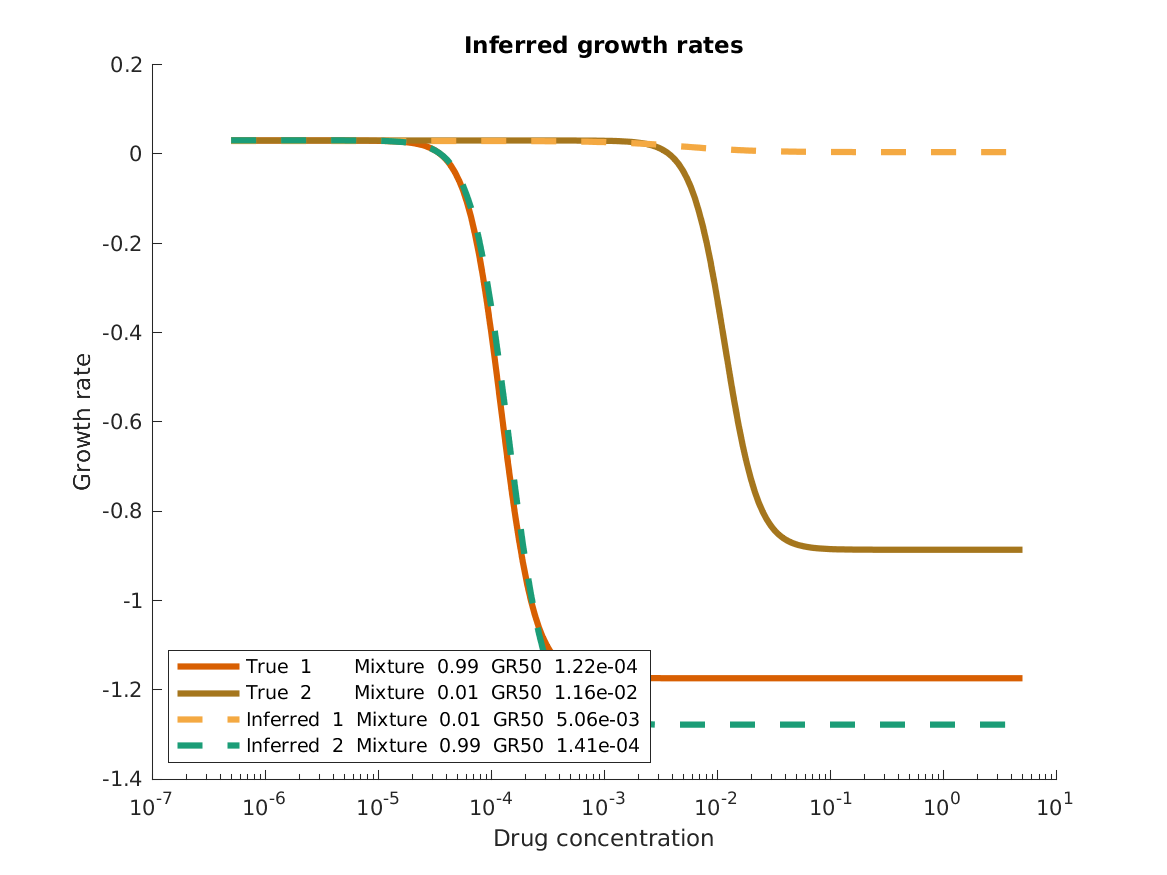 Inferred growth rates
0.2
0
-0.2
-0.4
-0.6
-0.8
-1
-1.2
-1.4
Growth rate
True 1 Mixture 0.99 GR50 1.22e-04
True 2 Mixture 0.01 GR50 1.16e-02
Inferred 1 Mixture 0.01 GR50 5.06e-03
Inferred 2 Mixture 0.99 GR50 1.41e-04
10^-7 10^-6 10^-5 10^-4 10^-3 10^-2 10^-1 10^0 10^1
Drug concentration